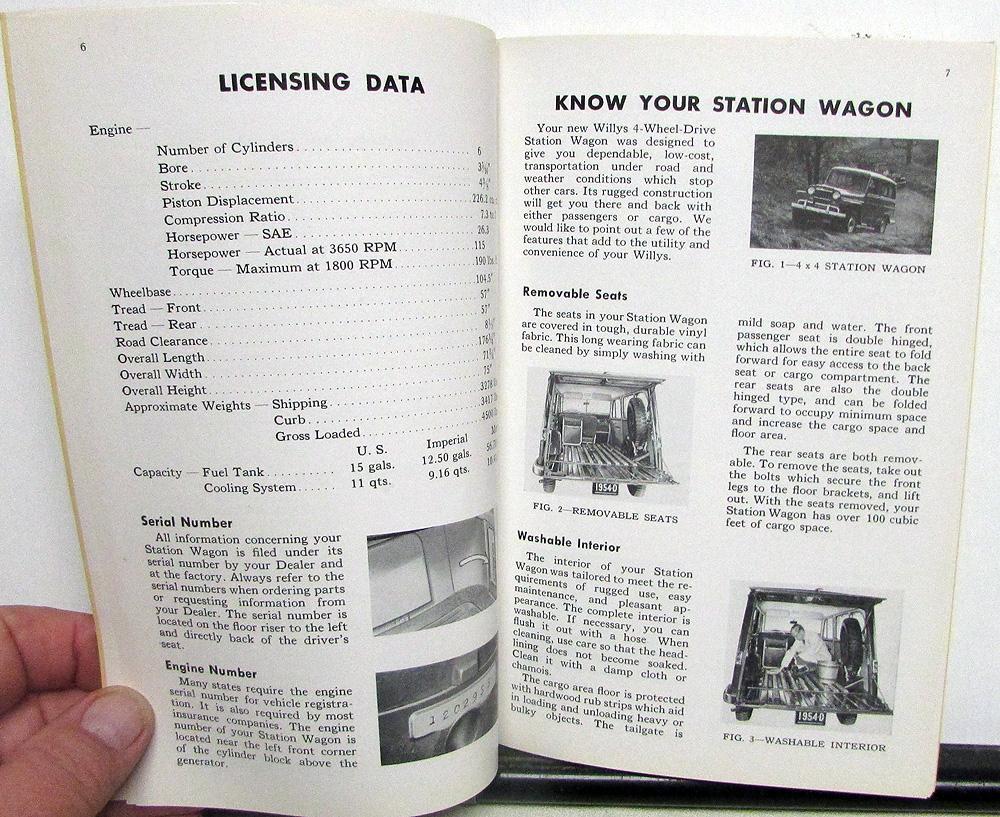 6
LICENSING DATA
Engine —
Number of Cylinders 6
Bore
Stroke
Piston Displacement
Compression Ratio
Horsepower — SAE 26.3
Horsepower — Actual at 3650 RPM 115
Torque — Maximum at 1800 RPM 190
Wheelbase 104.5"
Tread — Front 57"
Tread — Rear 57"
Road Clearance
Overall Length
Overall Width
Overall Height
Approximate Weights — Shipping
Curb
Gross Loaded
U. S. Imperial
Capacity — Fuel Tank 15 gals. 12.50 gals.
Cooling System 11 qts. 9.16 qts.
Serial Number
All information concerning your
Station Wagon is filed under its
serial number by your Dealer and
at the factory. Always refer to the
serial numbers when ordering parts
or requesting information from
your Dealer. The serial number is
located on the floor riser to the left
and directly back of the driver's
seat.
Engine Number
Many states require the engine
serial number for vehicle registra-
tion. It is also required by most
insurance companies. The engine
number of your Station Wagon is
located near the left front corner
of the cylinder block above the
generator.
7
KNOW YOUR STATION WAGON
Your new Willys 4-Wheel-Drive
Station Wagon was designed to
give you dependable, low-cost,
transportation under road and
weather conditions which stop
other cars. Its rugged construction
will get you there and back with
either passengers or cargo. We
would like to point out a few of the
features that add to the utility and
convenience of your Willys.
FIG. 1—4 x 4 STATION WAGON
Removable Seats
The seats in your Station Wagon
are covered in tough, durable vinyl
fabric. This long wearing fabric can
be cleaned by simply washing with
1954-D
FIG. 2—REMOVABLE SEATS
Washable Interior
The interior of your Station
Wagon was tailored to meet the re-
quirements of rugged use, easy
maintenance, and pleasant ap-
pearance. The complete interior is
washable. If necessary, you can
flush it out with a hose. When
cleaning, use care so that the head-
lining does not become soaked.
Clean it with a damp cloth or
chamois.
The cargo area floor is protected
with hardwood rub strips which aid
in loading and unloading heavy or
bulky objects. The tailgate is
mild soap and water. The front
passenger seat is double hinged,
which allows the entire seat to fold
forward for easy access to the back
seat or cargo compartment. The
rear seats are also the double
hinged type, and can be folded
forward to occupy minimum space
and increase the cargo space and
floor area.
The rear seats are both remov-
able. To remove the seats, take out
the bolts which secure the front
legs to the floor brackets, and lift
out. With the seats removed, your
Station Wagon has over 100 cubic
feet of cargo space.
1954-D
FIG. 3—WASHABLE INTERIOR